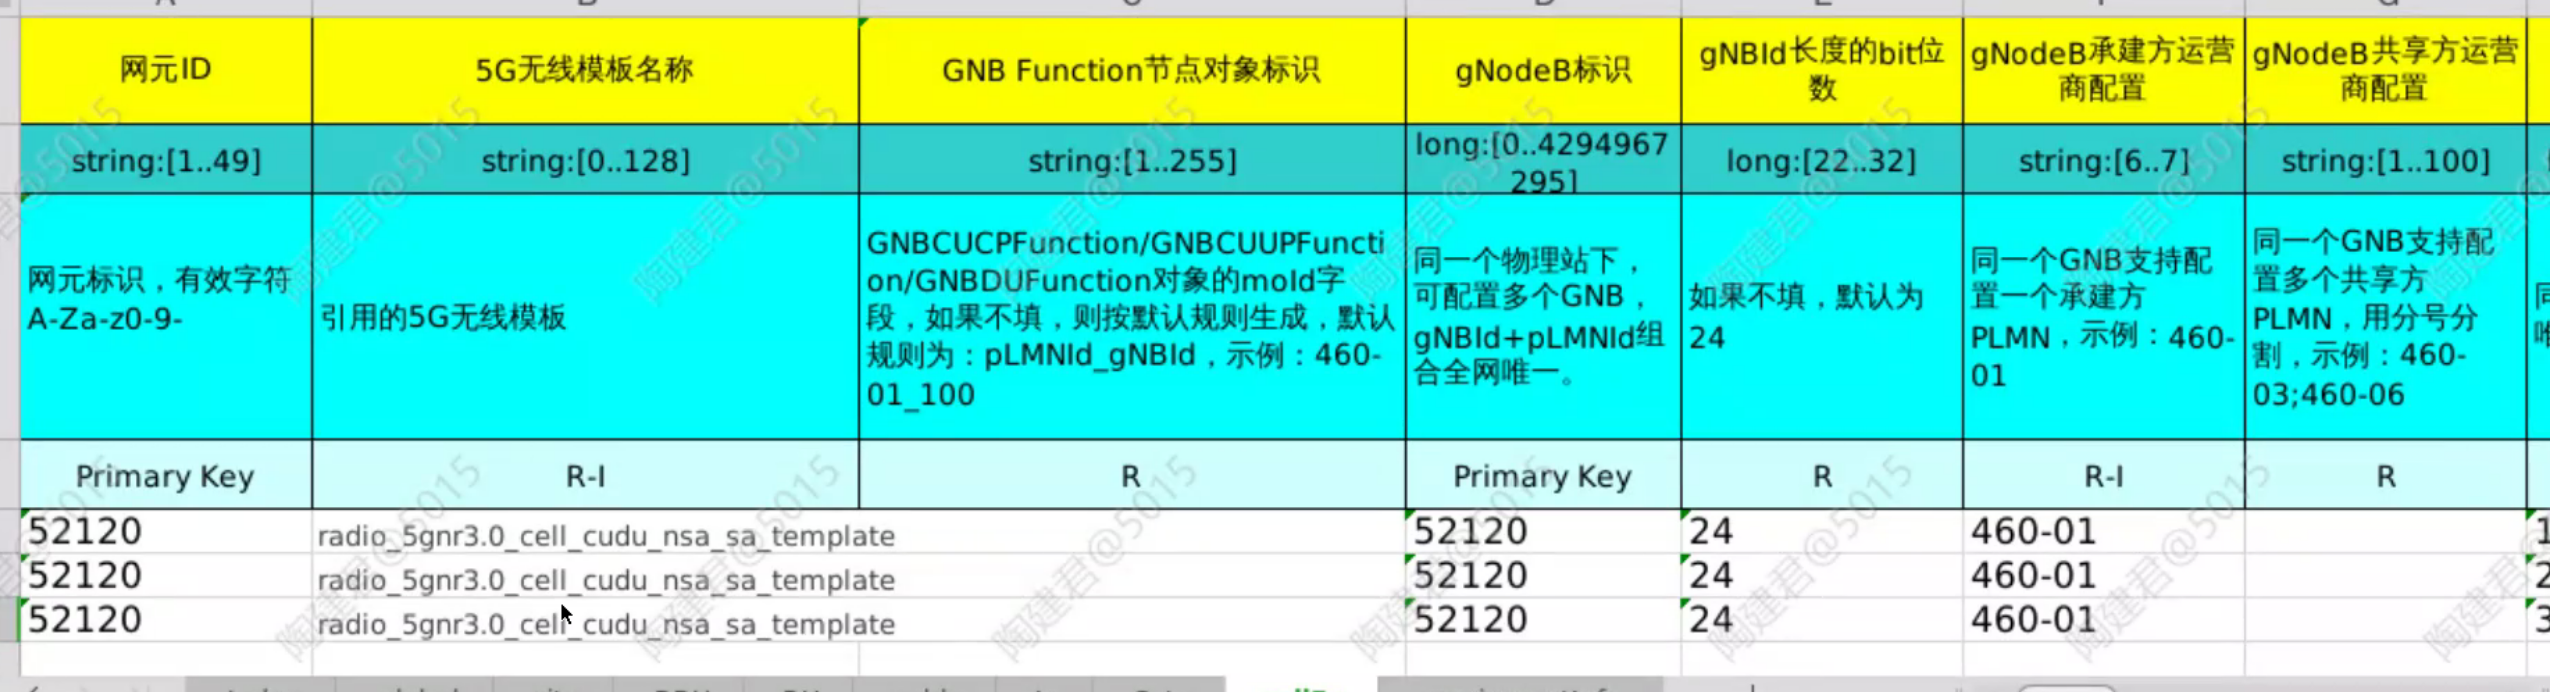 网元ID
5G无线模板名称
GNB Function节点对象标识
gNodeB标识
gNBId长度的bit位
数
gNodeB承建方运营
商配置
gNodeB共享方运营
商配置
string:[1..49]
string:[0..128]
string:[1..255]
long:[0..4294967
295]
long:[22..32]
string:[6..7]
string:[1..100]
网元标识，有效字符
A-Za-z0-9-
引用的5G无线模板
GNBCUCPFunction/GNBCUUPFuncti
on/GNBDUFunction对象的moId字
段，如果不填，则按默认规则生成，默认
规则为：pLMNId_gNBId，示例：460-
01_100
同一个物理站下，
可配置多个GNB，
gNBId+pLMNId组
合全网唯一。
如果不填，默认为
24
同一个GNB支持配
置一个承建方
PLMN，示例：460-
01
同一个GNB支持配
置多个共享方
PLMN，用分号分
割，示例：460-
03;460-06
Primary Key
R-I
R
Primary Key
R
R-I
R
52120
radio_5gnr3.0_cell_cudu_nsa_sa_template
52120
24
460-01
1
52120
radio_5gnr3.0_cell_cudu_nsa_sa_template
52120
24
460-01
2
52120
radio_5gnr3.0_cell_cudu_nsa_sa_template
52120
24
460-01
3
陶建君@5015